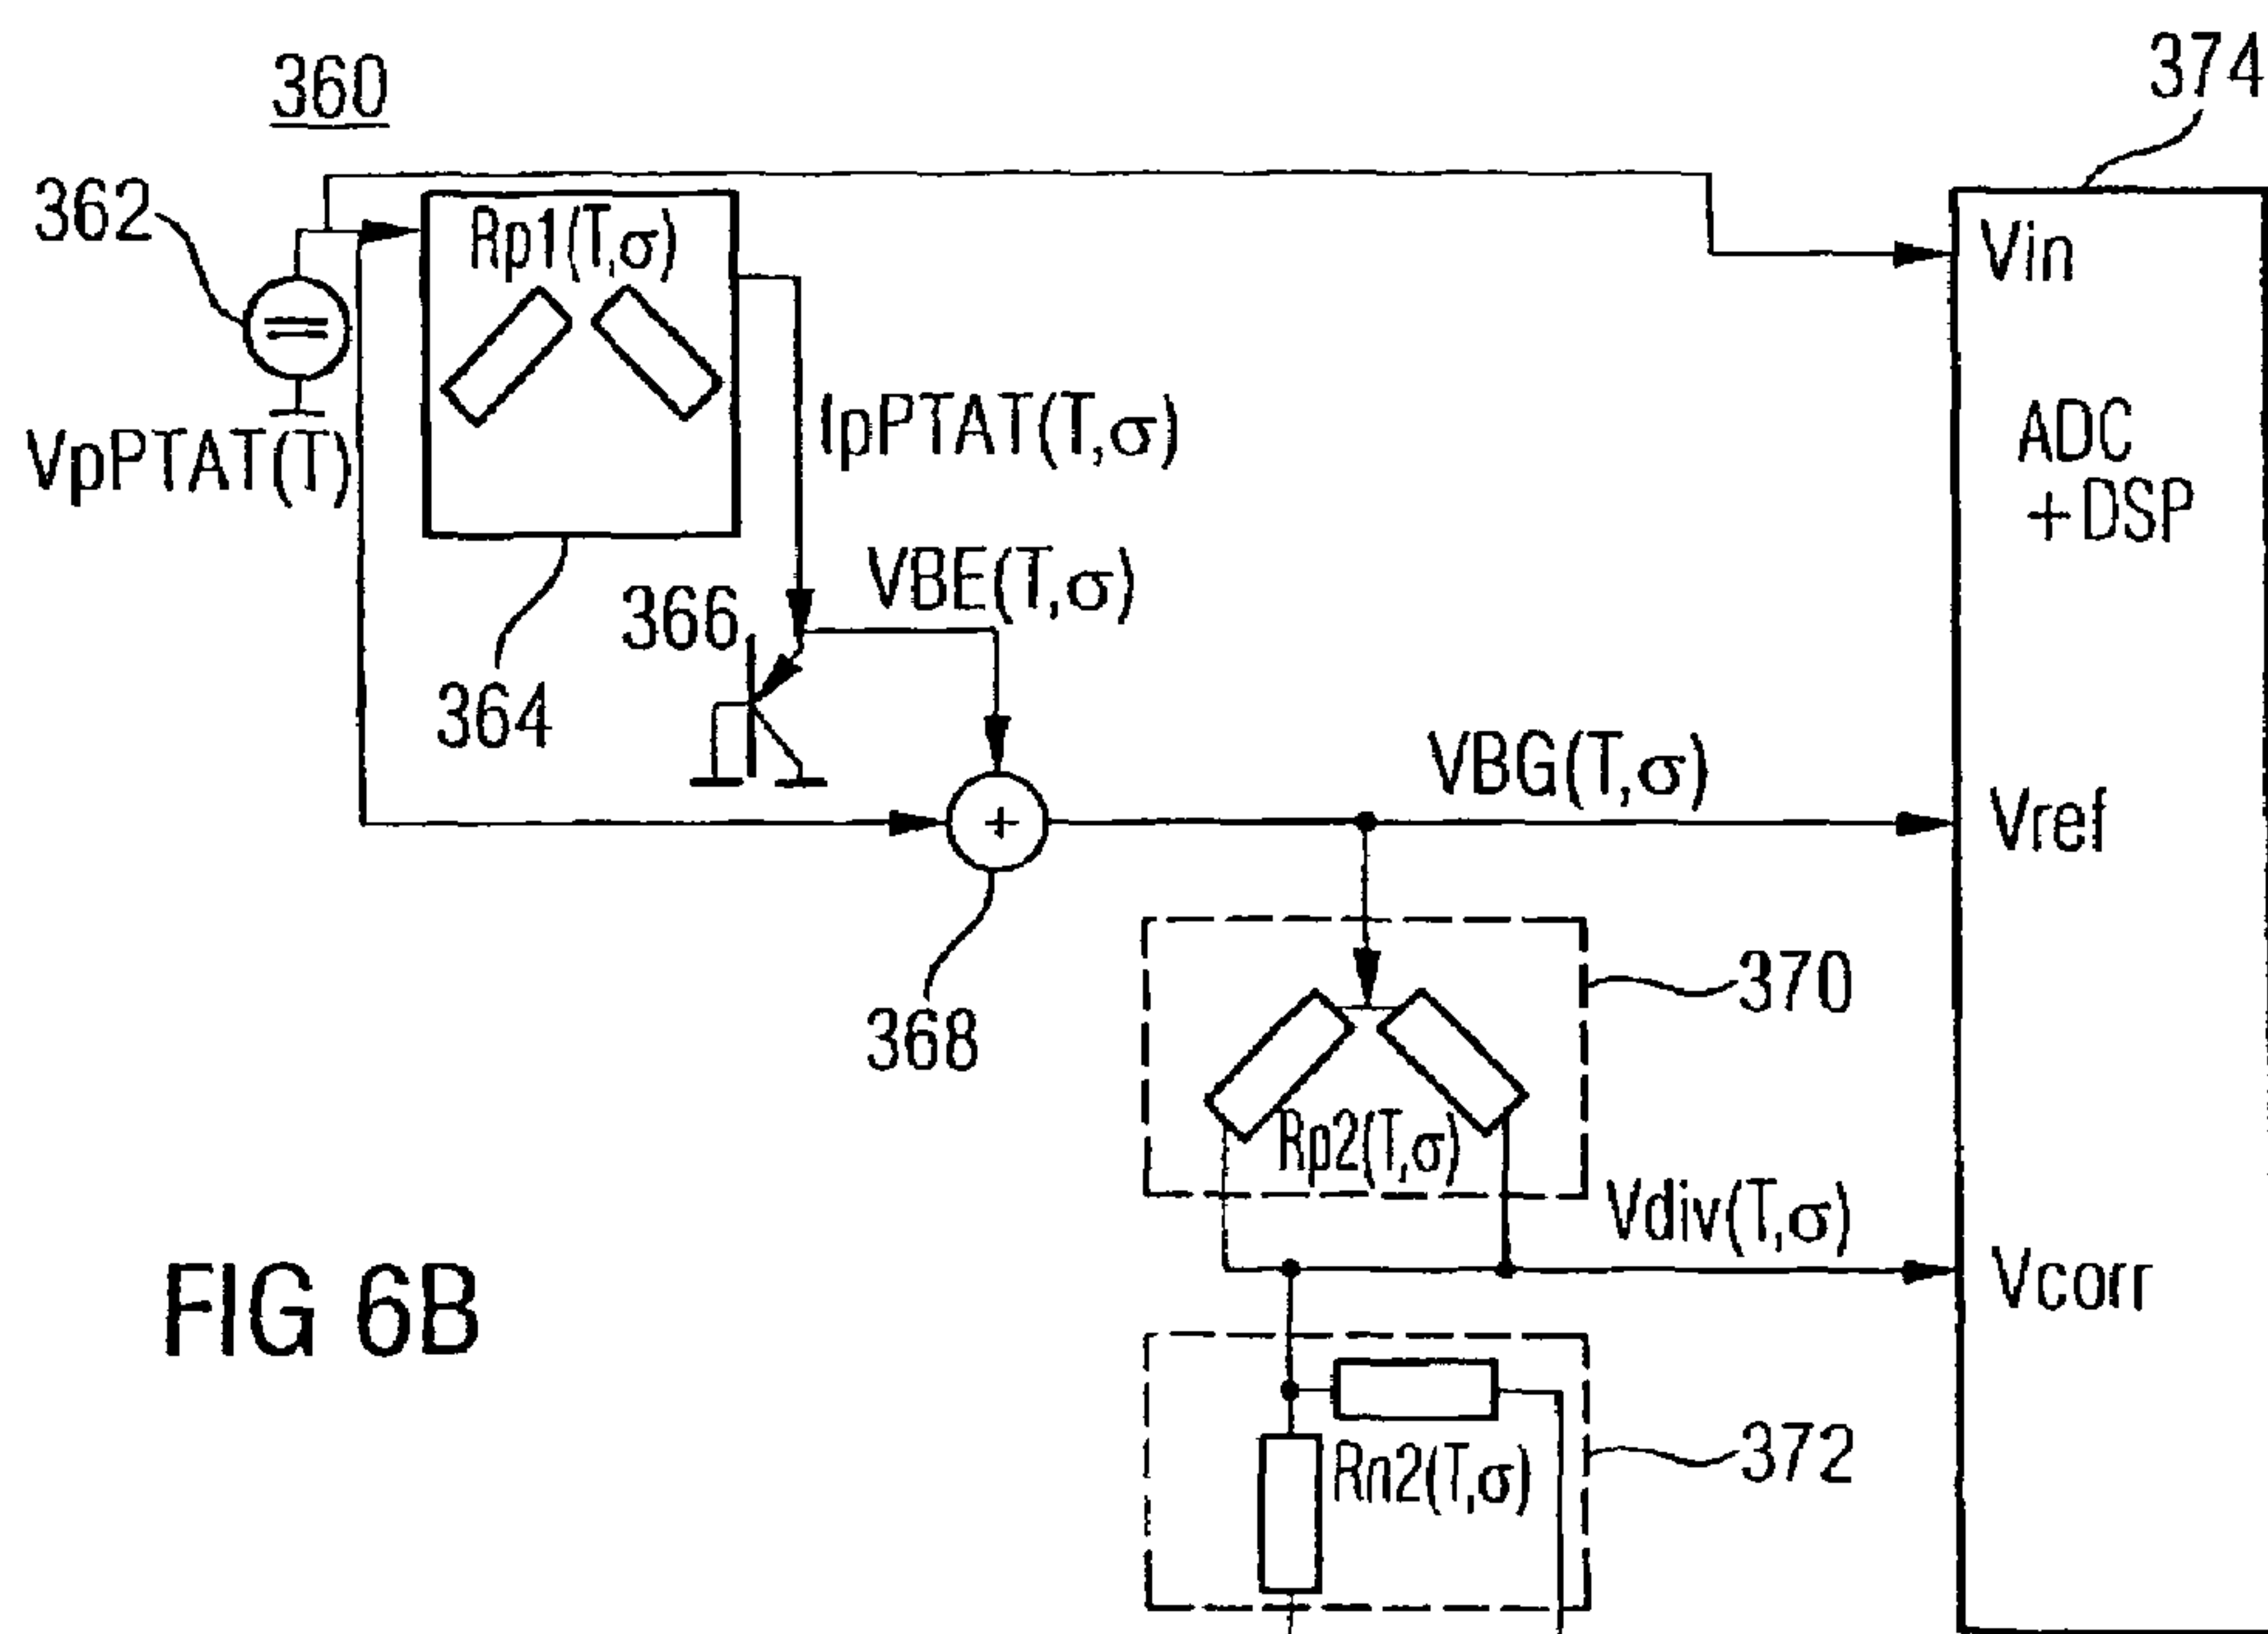 360
374
362
Rp1(T,σ)
Vin
VpPTAT(T)
IpPTAT(T,σ)
ADC
+DSP
VBE(T,σ)
366
364
VBG(T,σ)
Vref
+
368
370
Rp2(T,σ)
Vdiv(T,σ)
Vcorr
FIG 6B
Rn2(T,σ)
372